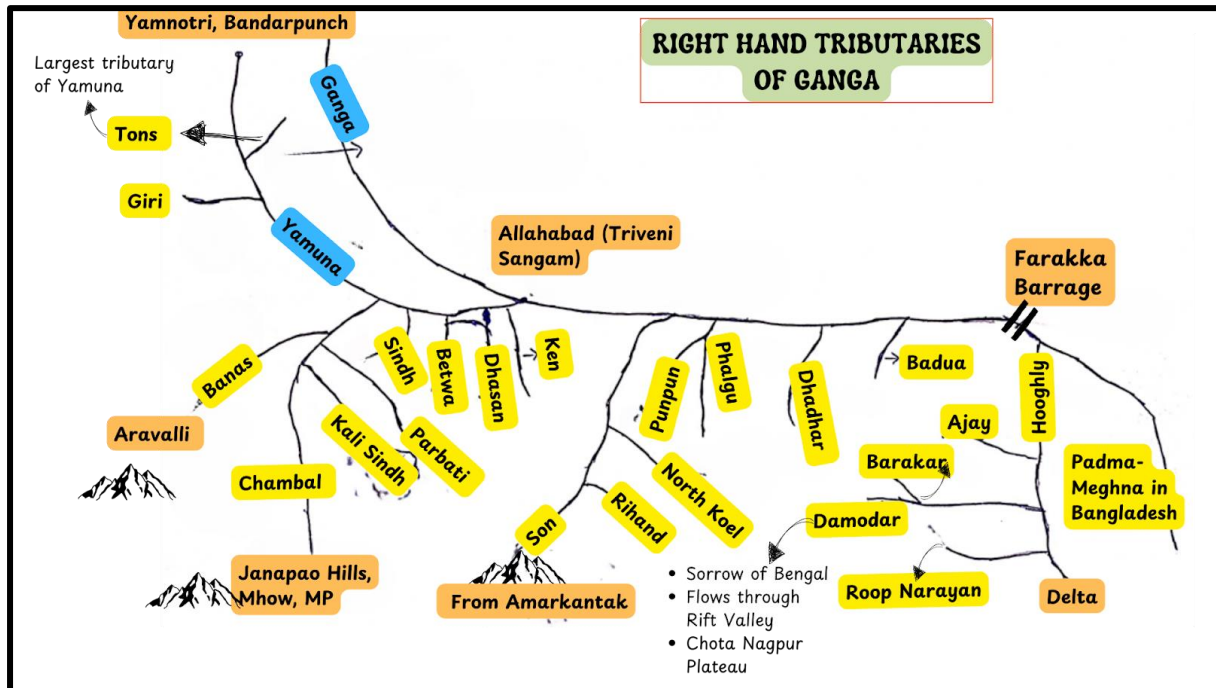 Yamnotri, Bandarpunch
RIGHT HAND TRIBUTARIES
OF GANGA
Largest tributary
of Yamuna
Ganga
Tons
Giri
Yamuna
Allahabad (Triveni
Sangam)
Farakka
Barrage
Banas
Sindh
Betwa
Dhasan
Ken
Punpun
Phalgu
Dhadhar
Badua
Hooghly
Aravalli
Kali Sindh
Parbati
Ajay
Chambal
North Koel
Barakar
Padma-
Meghna in
Bangladesh
Son
Rihand
Damodar
Janapao Hills,
Mhow, MP
From Amarkantak
• Sorrow of Bengal
• Flows through
Rift Valley
• Chota Nagpur
Plateau
Roop Narayan
Delta